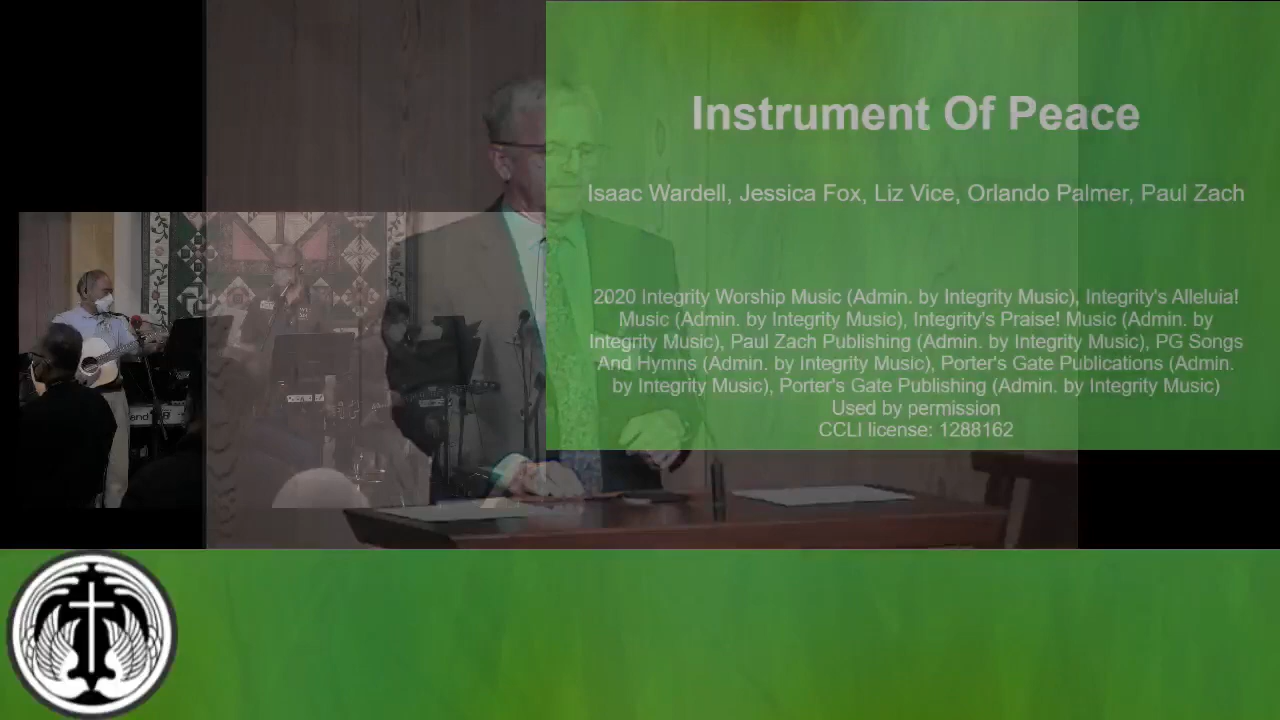 Instrument Of Peace
Isaac Wardell, Jessica Fox, Liz Vice, Orlando Palmer, Paul Zach
2020 Integrity Worship Music (Admin. by Integrity Music), Integrity's Alleluia!
Music (Admin. by Integrity Music), Integrity's Praise! Music (Admin. by
Integrity Music), Paul Zach Publishing (Admin. by Integrity Music), PG Songs
And Hymns (Admin. by Integrity Music), Porter's Gate Publications (Admin.
by Integrity Music), Porter's Gate Publishing (Admin. by Integrity Music)
Used by permission
CCLI license: 1288162